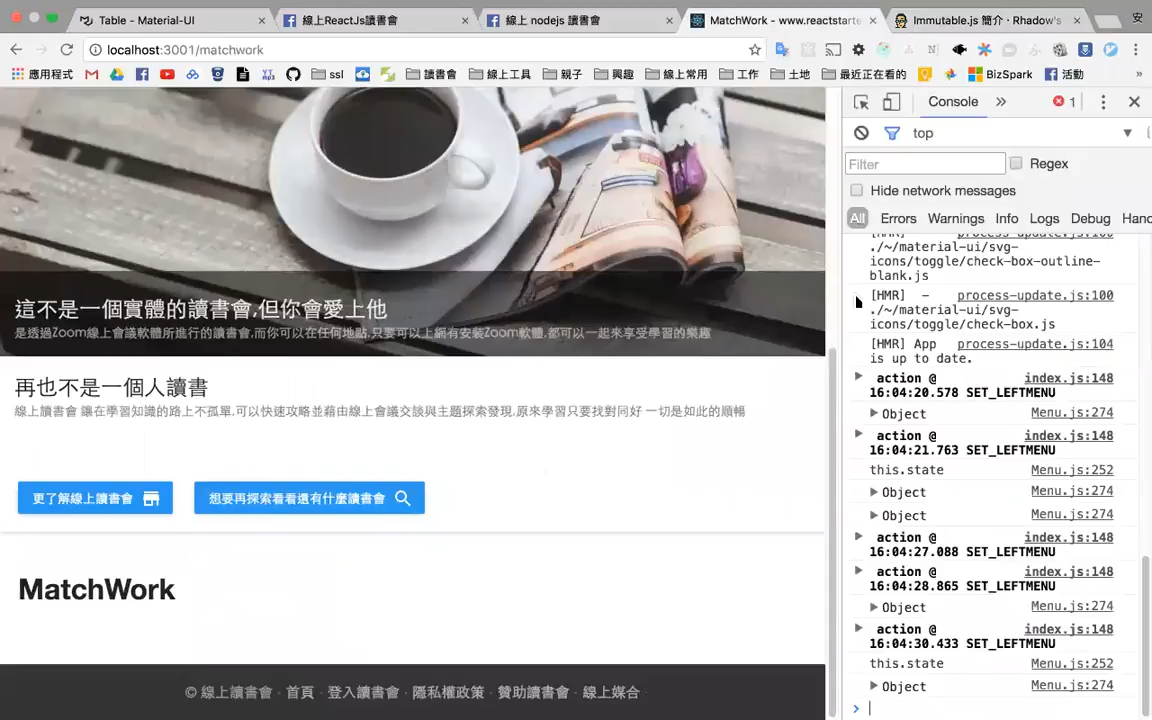 Table - Material-UI
線上ReactJs讀書會
線上 nodejs 讀書會
MatchWork - www.reactstarte
Immutable.js 簡介 · Rhadow's
安
localhost:3001/matchwork
應用程式
ssl
讀書會
線上工具
親子
興趣
線上常用
工作
土地
最近正在看的
BizSpark
活動
»
這不是一個實體的讀書會,但你會愛上他
是透過Zoom線上會議軟體所進行的讀書會,而你可以在任何地點,只要可以上網有安裝Zoom軟體,都可以一起來享受學習的樂趣
再也不是一個人讀書
線上讀書會 讓在學習知識的路上不孤單,可以快速攻略並藉由線上會議交談與主題探索發現,原來學習只要找對同好 一切是如此的順暢
更了解線上讀書會
想要再探索看看還有什麼讀書會
MatchWork
© 線上讀書會 · 首頁 · 登入讀書會 · 隱私權政策 · 贊助讀書會 · 線上媒合
Console » 1
top
Filter
Regex
Hide network messages
All Errors Warnings Info Logs Debug Hand
[HMR] process-update.js:100
./~/material-ui/svg-
icons/toggle/check-box-outline-
blank.js
[HMR] - process-update.js:100
./~/material-ui/svg-
icons/toggle/check-box.js
[HMR] App process-update.js:104
is up to date.
action @ index.js:148
16:04:20.578 SET_LEFTMENU
Object Menu.js:274
action @ index.js:148
16:04:21.763 SET_LEFTMENU
this.state Menu.js:252
Object Menu.js:274
Object Menu.js:274
action @ index.js:148
16:04:27.088 SET_LEFTMENU
action @ index.js:148
16:04:28.865 SET_LEFTMENU
Object Menu.js:274
action @ index.js:148
16:04:30.433 SET_LEFTMENU
this.state Menu.js:252
Object Menu.js:274